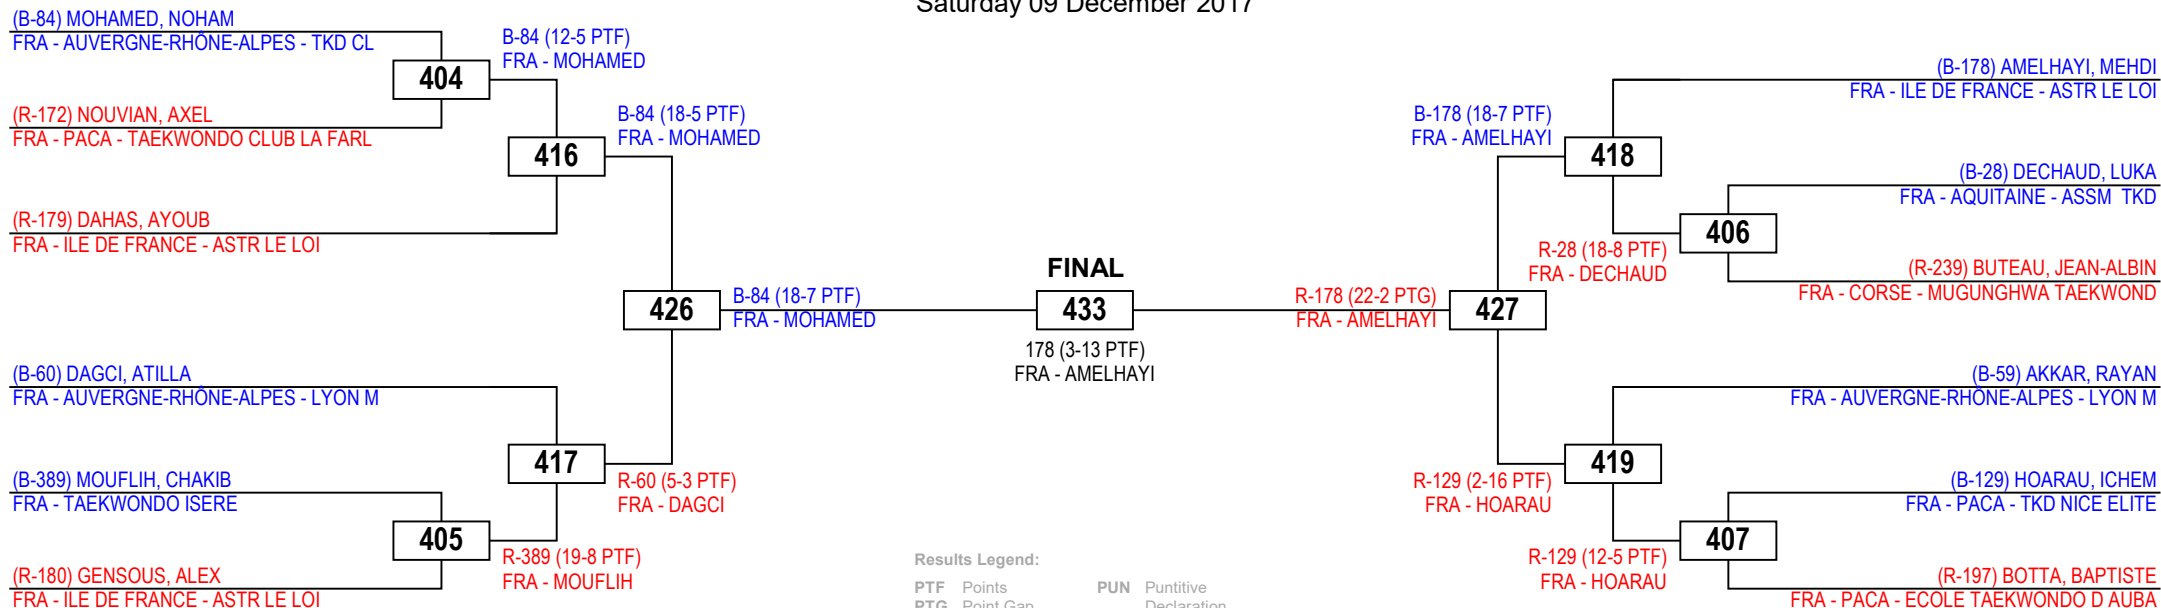 Saturday 09 December 2017
(B-84) MOHAMED, NOHAM
FRA - AUVERGNE-RHÔNE-ALPES - TKD CL
404
B-84 (12-5 PTF)
FRA - MOHAMED
(R-172) NOUVIAN, AXEL
FRA - PACA - TAEKWONDO CLUB LA FARL
416
B-84 (18-5 PTF)
FRA - MOHAMED
(R-179) DAHAS, AYOUB
FRA - ILE DE FRANCE - ASTR LE LOI
426
B-84 (18-7 PTF)
FRA - MOHAMED
(B-60) DAGCI, ATILLA
FRA - AUVERGNE-RHÔNE-ALPES - LYON M
417
R-60 (5-3 PTF)
FRA - DAGCI
(B-389) MOUFLIH, CHAKIB
FRA - TAEKWONDO ISERE
405
R-389 (19-8 PTF)
FRA - MOUFLIH
(R-180) GENSOUS, ALEX
FRA - ILE DE FRANCE - ASTR LE LOI
FINAL
433
178 (3-13 PTF)
FRA - AMELHAYI
(B-178) AMELHAYI, MEHDI
FRA - ILE DE FRANCE - ASTR LE LOI
B-178 (18-7 PTF)
FRA - AMELHAYI
418
(B-28) DECHAUD, LUKA
FRA - AQUITAINE - ASSM  TKD
406
R-28 (18-8 PTF)
FRA - DECHAUD
(R-239) BUTEAU, JEAN-ALBIN
FRA - CORSE - MUGUNGHWA TAEKWOND
R-178 (22-2 PTG)
FRA - AMELHAYI
427
(B-59) AKKAR, RAYAN
FRA - AUVERGNE-RHÔNE-ALPES - LYON M
419
R-129 (2-16 PTF)
FRA - HOARAU
(B-129) HOARAU, ICHEM
FRA - PACA - TKD NICE ELITE
407
R-129 (12-5 PTF)
FRA - HOARAU
(R-197) BOTTA, BAPTISTE
FRA - PACA - ECOLE TAEKWONDO D AUBA
Results Legend:
PTF Points PUN Puntitive
PTG Point Gap Declaration